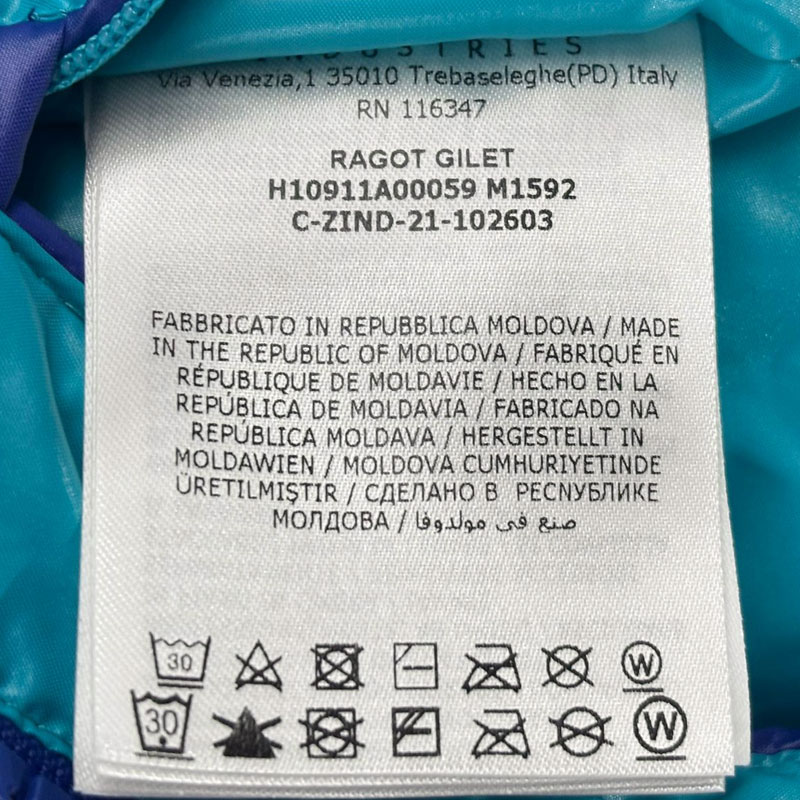 INDUSTRIES
Via Venezia,1 35010 Trebaseleghe(PD) Italy
RN 116347
RAGOT GILET
H10911A00059 M1592
C-ZIND-21-102603
FABBRICATO IN REPUBBLICA MOLDOVA / MADE
IN THE REPUBLIC OF MOLDOVA / FABRIQUÉ EN
RÉPUBLIQUE DE MOLDAVIE / HECHO EN LA
REPÚBLICA DE MOLDAVIA / FABRICADO NA
REPÚBLICA MOLDAVA / HERGESTELLT IN
MOLDAWIEN / MOLDOVA CUMHURIYETINDE
ÜRETILMIŞTIR / СДЕЛАНО В РЕСПУБЛИКЕ
МОЛДОВА / صنع في مولدوفا
30 W
30 W